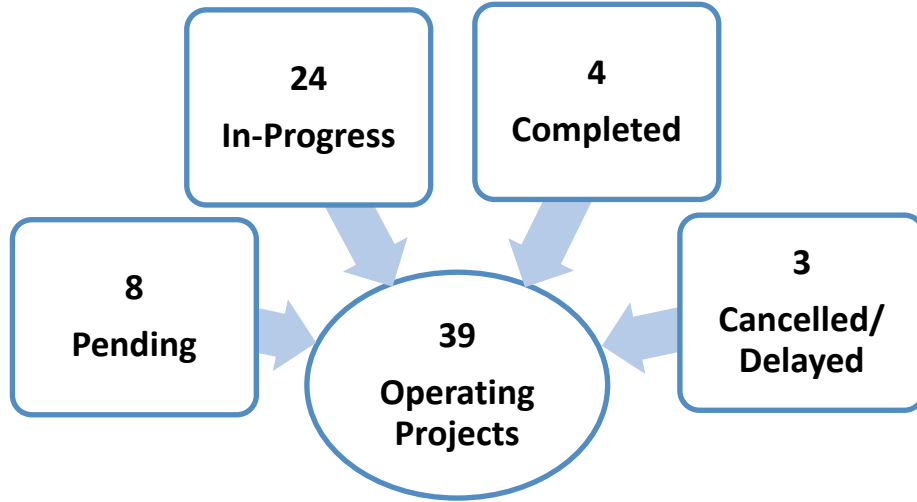 24
In-Progress
4
Completed
8
Pending
3
Cancelled/
Delayed
39
Operating
Projects